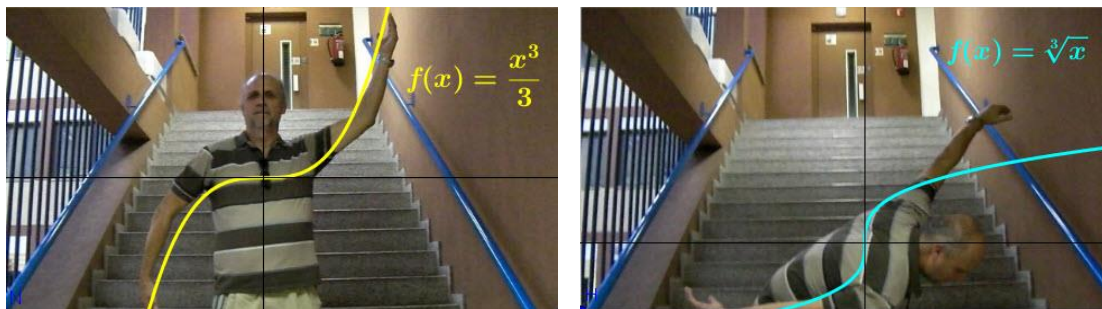 f(x) = x³/3
f(x) = ∛x